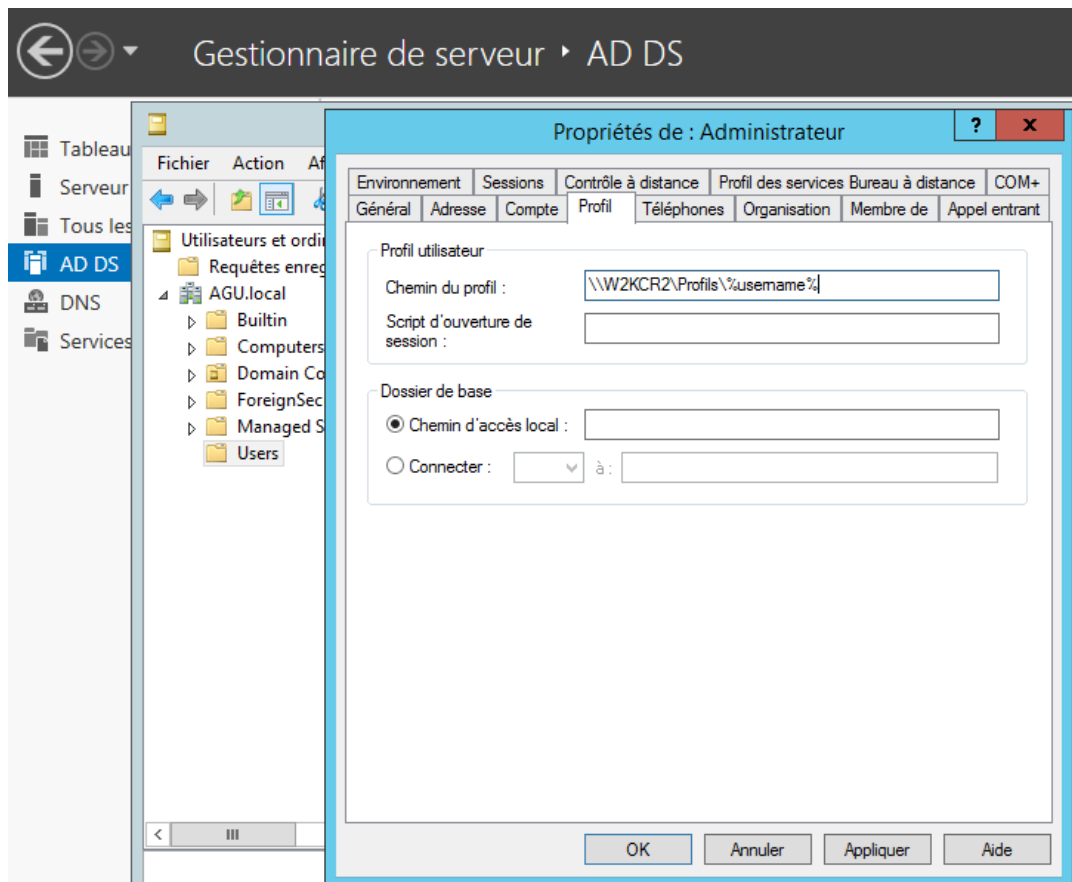 Gestionnaire de serveur ‣ AD DS
Tableau
Serveur
Tous les
AD DS
DNS
Services
Fichier Action Af
Utilisateurs et ordi
Requêtes enreg
AGU.local
Builtin
Computers
Domain Co
ForeignSec
Managed S
Users
Propriétés de : Administrateur
? x
Environnement Sessions Contrôle à distance Profil des services Bureau à distance COM+
Général Adresse Compte Profil Téléphones Organisation Membre de Appel entrant
Profil utilisateur
Chemin du profil : \\W2KCR2\Profils\%username%
Script d'ouverture de
session :
Dossier de base
Chemin d'accès local :
Connecter : à :
OK Annuler Appliquer Aide